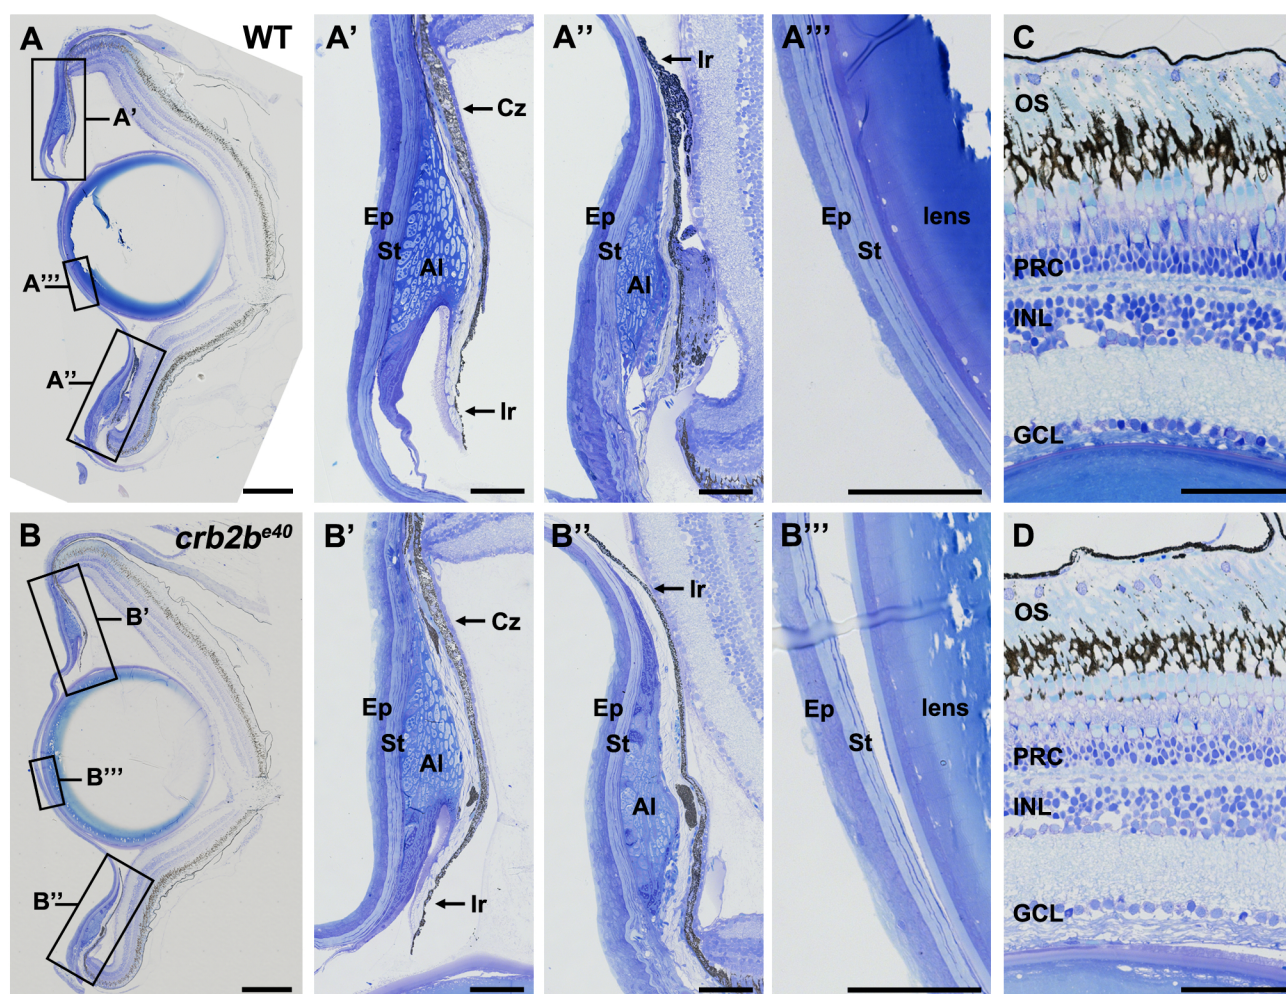 A
WT
A’
Ir
Cz
Ep
St
Al
Ir
A’’
Ir
Ep
St
Al
A’’’
Ep
St
lens
C
OS
PRC
INL
GCL
A’
A’’’
A’’
B
crb2b^e40
B’
Cz
Ep
St
Al
Ir
B’’
Ir
Ep
St
Al
B’’’
Ep
St
lens
D
OS
PRC
INL
GCL
B’
B’’’
B’’